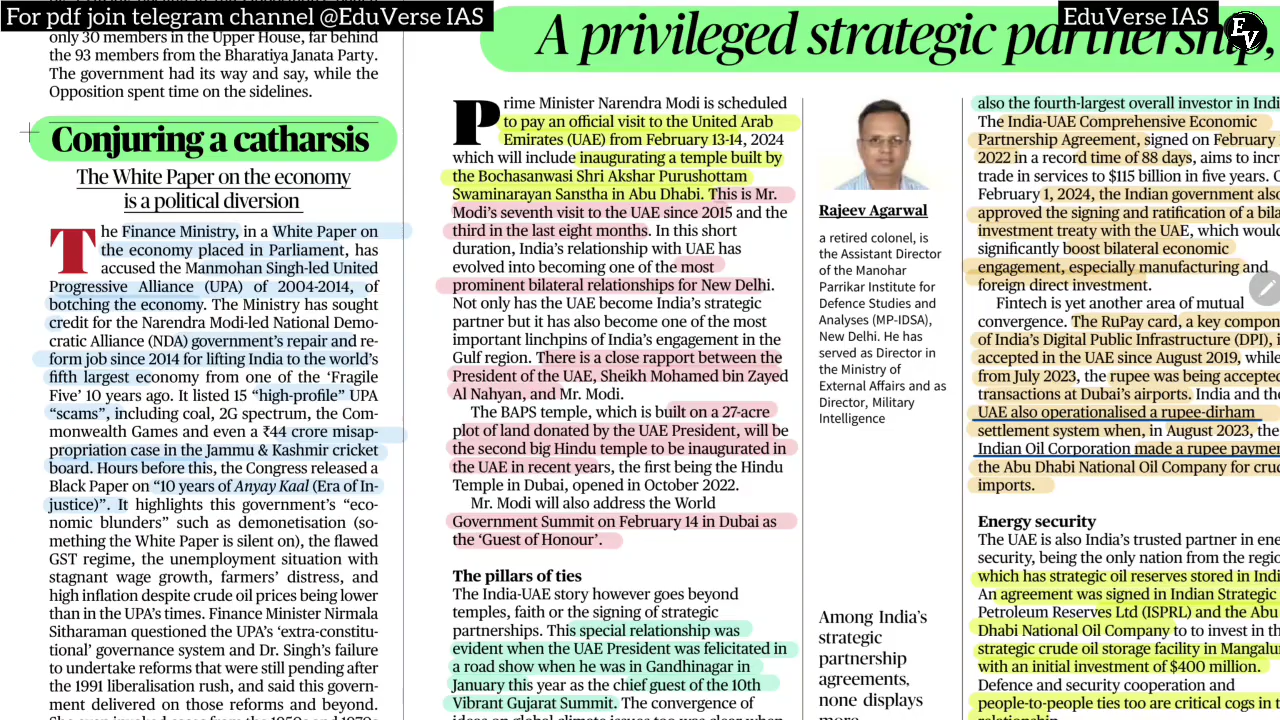 For pdf join telegram channel @EduVerse IAS
EduVerse IAS
EV
only 30 members in the Upper House, far behind
the 93 members from the Bharatiya Janata Party.
The government had its way and say, while the
Opposition spent time on the sidelines.
Conjuring a catharsis
The White Paper on the economy
is a political diversion
The Finance Ministry, in a White Paper on
the economy placed in Parliament, has
accused the Manmohan Singh-led United
Progressive Alliance (UPA) of 2004-2014, of
botching the economy. The Ministry has sought
credit for the Narendra Modi-led National Demo-
cratic Alliance (NDA) government's repair and re-
form job since 2014 for lifting India to the world's
fifth largest economy from one of the 'Fragile
Five' 10 years ago. It listed 15 "high-profile" UPA
"scams", including coal, 2G spectrum, the Com-
monwealth Games and even a ₹44 crore misap-
propriation case in the Jammu & Kashmir cricket
board. Hours before this, the Congress released a
Black Paper on "10 years of Anyay Kaal (Era of In-
justice)". It highlights this government's "eco-
nomic blunders" such as demonetisation (so-
mething the White Paper is silent on), the flawed
GST regime, the unemployment situation with
stagnant wage growth, farmers' distress, and
high inflation despite crude oil prices being lower
than in the UPA's times. Finance Minister Nirmala
Sitharaman questioned the UPA's 'extra-constitu-
tional' governance system and Dr. Singh's failure
to undertake reforms that were still pending after
the 1991 liberalisation rush, and said this govern-
ment delivered on those reforms and beyond.
A privileged strategic partnership,
Prime Minister Narendra Modi is scheduled
to pay an official visit to the United Arab
Emirates (UAE) from February 13-14, 2024
which will include inaugurating a temple built by
the Bochasanwasi Shri Akshar Purushottam
Swaminarayan Sanstha in Abu Dhabi. This is Mr.
Modi's seventh visit to the UAE since 2015 and the
third in the last eight months. In this short
duration, India's relationship with UAE has
evolved into becoming one of the most
prominent bilateral relationships for New Delhi.
Not only has the UAE become India's strategic
partner but it has also become one of the most
important linchpins of India's engagement in the
Gulf region. There is a close rapport between the
President of the UAE, Sheikh Mohamed bin Zayed
Al Nahyan, and Mr. Modi.
The BAPS temple, which is built on a 27-acre
plot of land donated by the UAE President, will be
the second big Hindu temple to be inaugurated in
the UAE in recent years, the first being the Hindu
Temple in Dubai, opened in October 2022.
Mr. Modi will also address the World
Government Summit on February 14 in Dubai as
the 'Guest of Honour'.
The pillars of ties
The India-UAE story however goes beyond
temples, faith or the signing of strategic
partnerships. This special relationship was
evident when the UAE President was felicitated in
a road show when he was in Gandhinagar in
January this year as the chief guest of the 10th
Vibrant Gujarat Summit. The convergence of
ideas on global climate issues too was clear when
Rajeev Agarwal
a retired colonel, is
the Assistant Director
of the Manohar
Parrikar Institute for
Defence Studies and
Analyses (MP-IDSA),
New Delhi. He has
served as Director in
the Ministry of
External Affairs and as
Director, Military
Intelligence
Among India's
strategic
partnership
agreements,
none displays
more
also the fourth-largest overall investor in Indi
The India-UAE Comprehensive Economic
Partnership Agreement, signed on February
2022 in a record time of 88 days, aims to incr
trade in services to $115 billion in five years. O
February 1, 2024, the Indian government also
approved the signing and ratification of a bila
investment treaty with the UAE, which would
significantly boost bilateral economic
engagement, especially manufacturing and
foreign direct investment.
Fintech is yet another area of mutual
convergence. The RuPay card, a key compon
of India's Digital Public Infrastructure (DPI), i
accepted in the UAE since August 2019, while
from July 2023, the rupee was being accepted
transactions at Dubai's airports. India and the
UAE also operationalised a rupee-dirham
settlement system when, in August 2023, the
Indian Oil Corporation made a rupee payme
the Abu Dhabi National Oil Company for cru
imports.
Energy security
The UAE is also India's trusted partner in ene
security, being the only nation from the regio
which has strategic oil reserves stored in Indi
An agreement was signed in Indian Strategic
Petroleum Reserves Ltd (ISPRL) and the Abu
Dhabi National Oil Company to to invest in th
strategic crude oil storage facility in Mangalu
with an initial investment of $400 million.
Defence and security cooperation and
people-to-people ties too are critical cogs in t